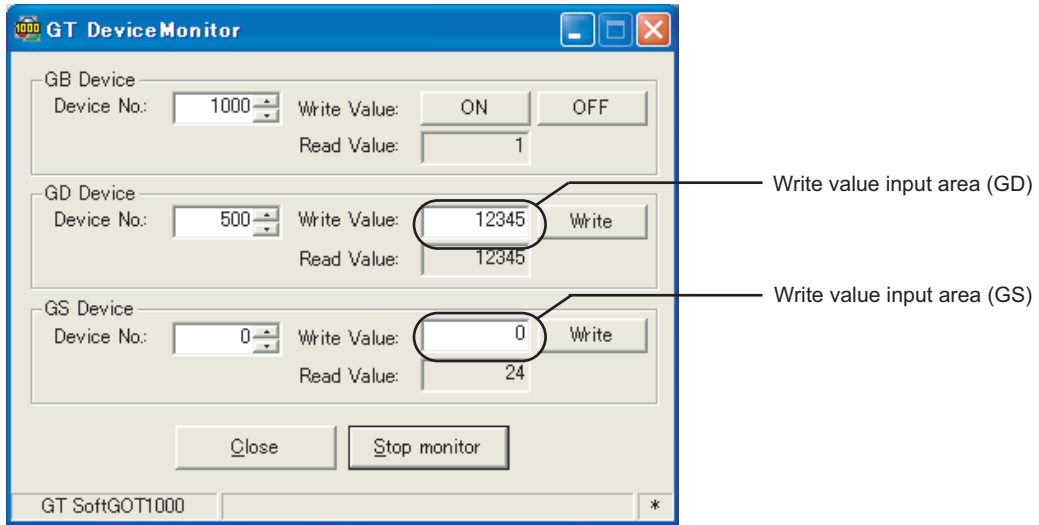 GT DeviceMonitor
GB Device
Device No.: 1000 Write Value: ON OFF
Read Value: 1
GD Device
Device No.: 500 Write Value: 12345 Write
Read Value: 12345
GS Device
Device No.: 0 Write Value: 0 Write
Read Value: 24
Close Stop monitor
GT SoftGOT1000 *
Write value input area (GD)
Write value input area (GS)